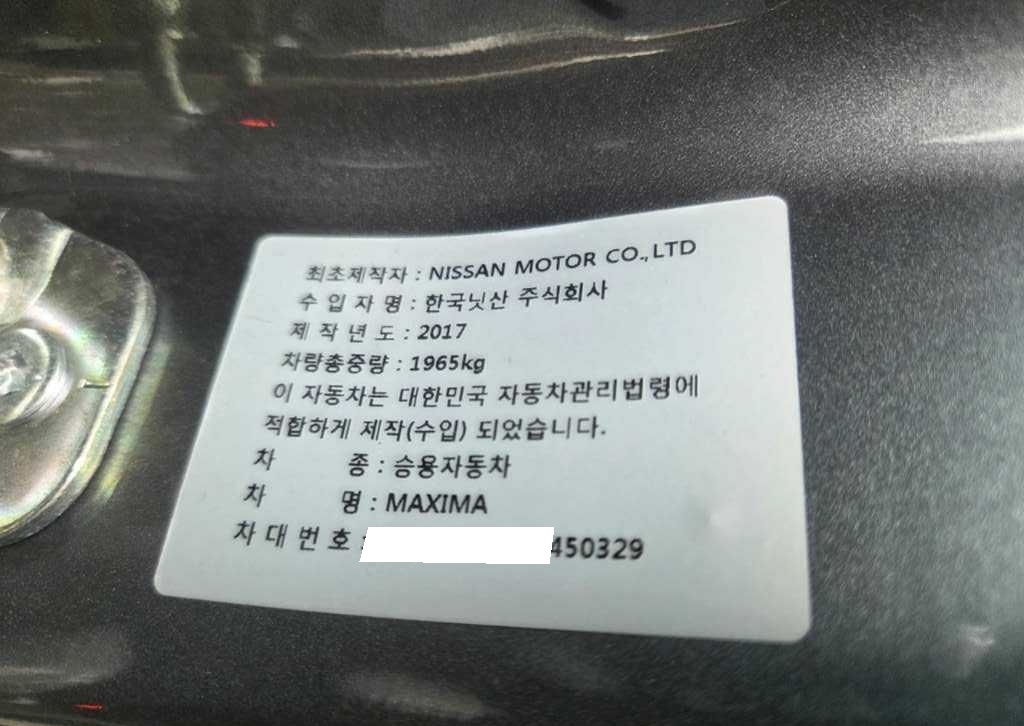 최초제작자 : NISSAN MOTOR CO.,LTD
수 입 자 명 : 한국닛산 주식회사
제 작 년 도 : 2017
차량총중량 : 1965kg
이 자동차는 대한민국 자동차관리법령에
적합하게 제작(수입) 되었습니다.
차 종 : 승용자동차
차 명 : MAXIMA
차 대 번 호 : 450329